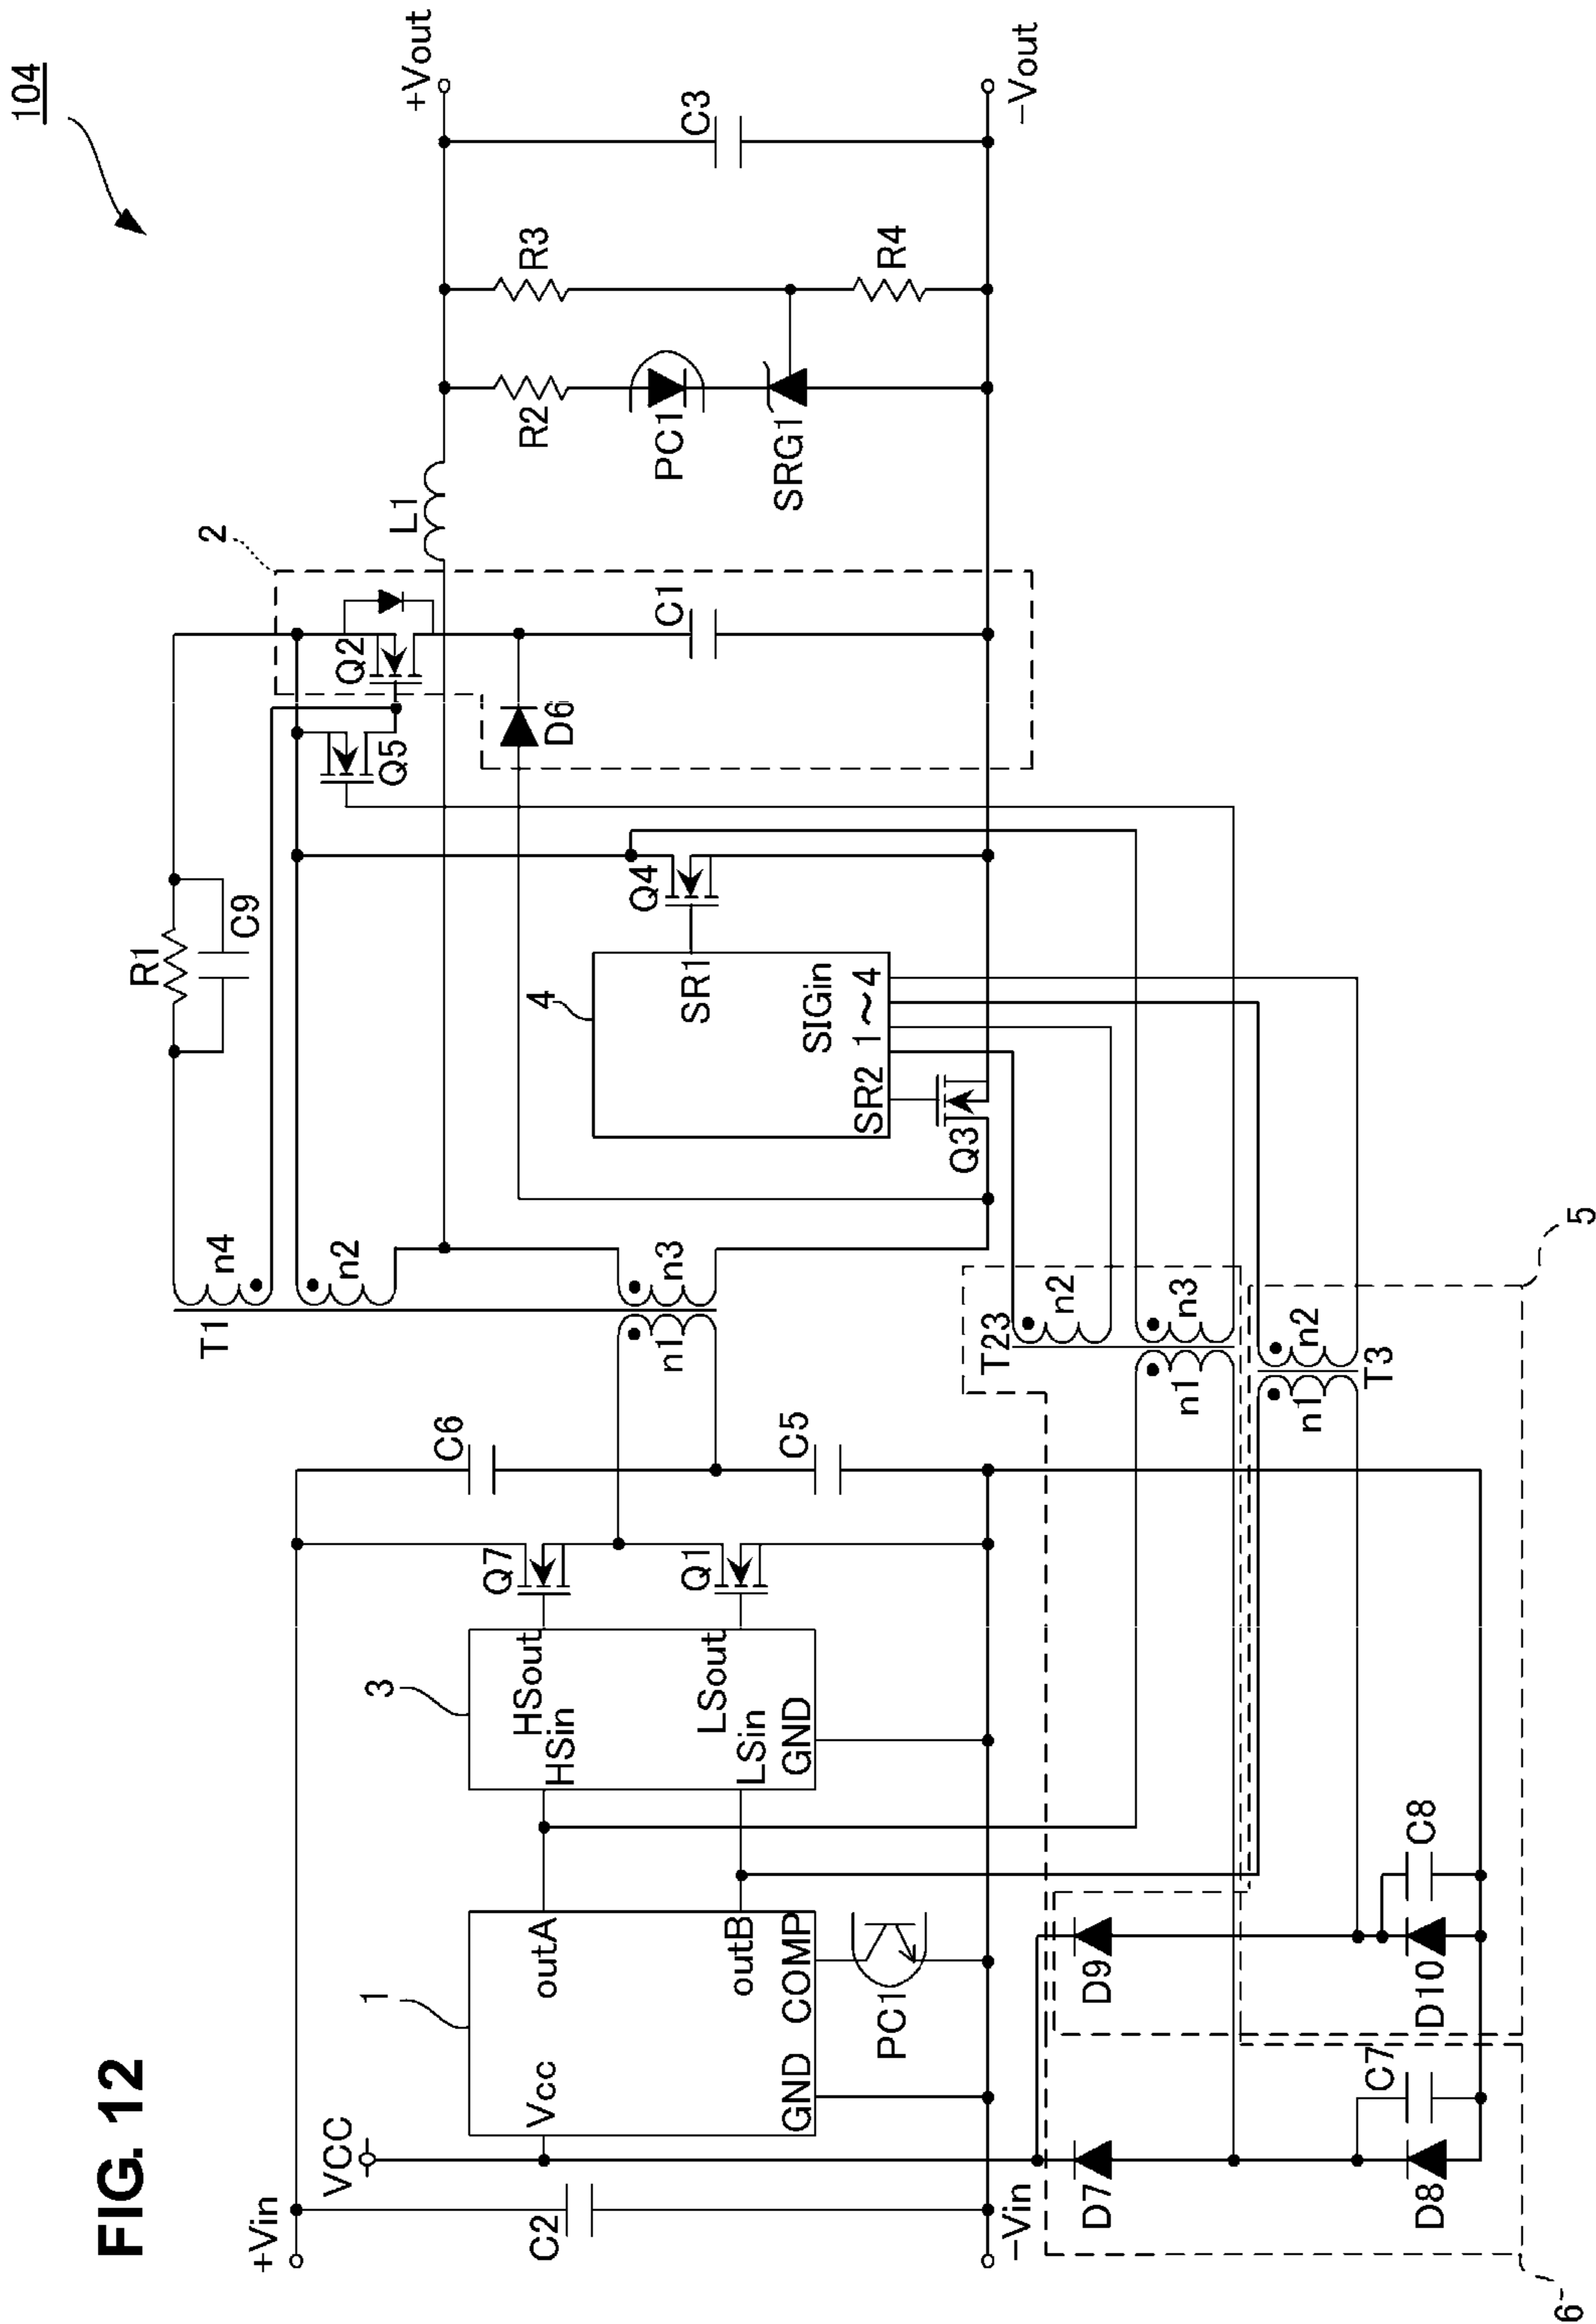 FIG. 12
104
+Vin
VCC
C2
−Vin
1
Vcc
outA
outB
GND COMP
PC1
3
HSout
HSin
LSout
LSin
GND
Q7
Q1
C6
C5
T1
n4
n2
n3
n1
R1
C9
4
SR1
SIGin
SR2 1~4
Q3
Q4
Q5
Q2
2
D6
C1
L1
R2
PC1
SRG1
R3
R4
C3
+Vout
−Vout
T23
n2
n3
n1
n2
n1
T3
5
D9
D10
C8
D7
D8
C7
6